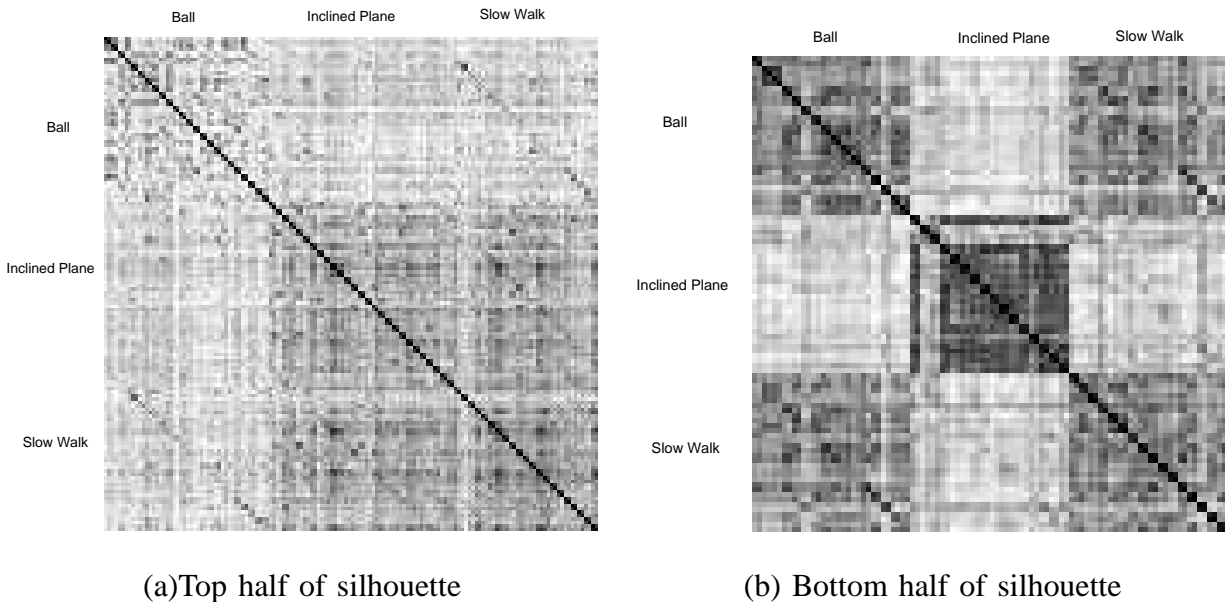 Ball
Inclined Plane
Slow Walk
Ball
Inclined Plane
Slow Walk
(a)Top half of silhouette
Ball
Inclined Plane
Slow Walk
Ball
Inclined Plane
Slow Walk
(b) Bottom half of silhouette